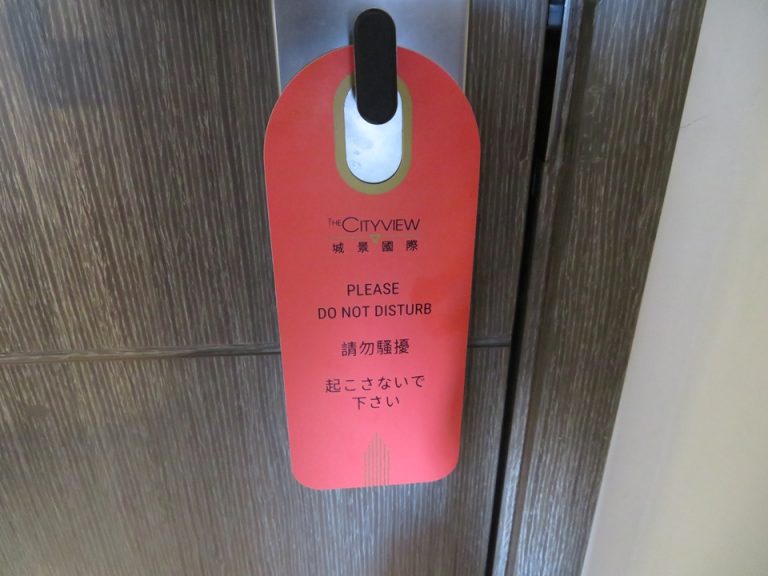 THE CITYVIEW
城景國際
PLEASE
DO NOT DISTURB
請勿騷擾
起こさないで
下さい